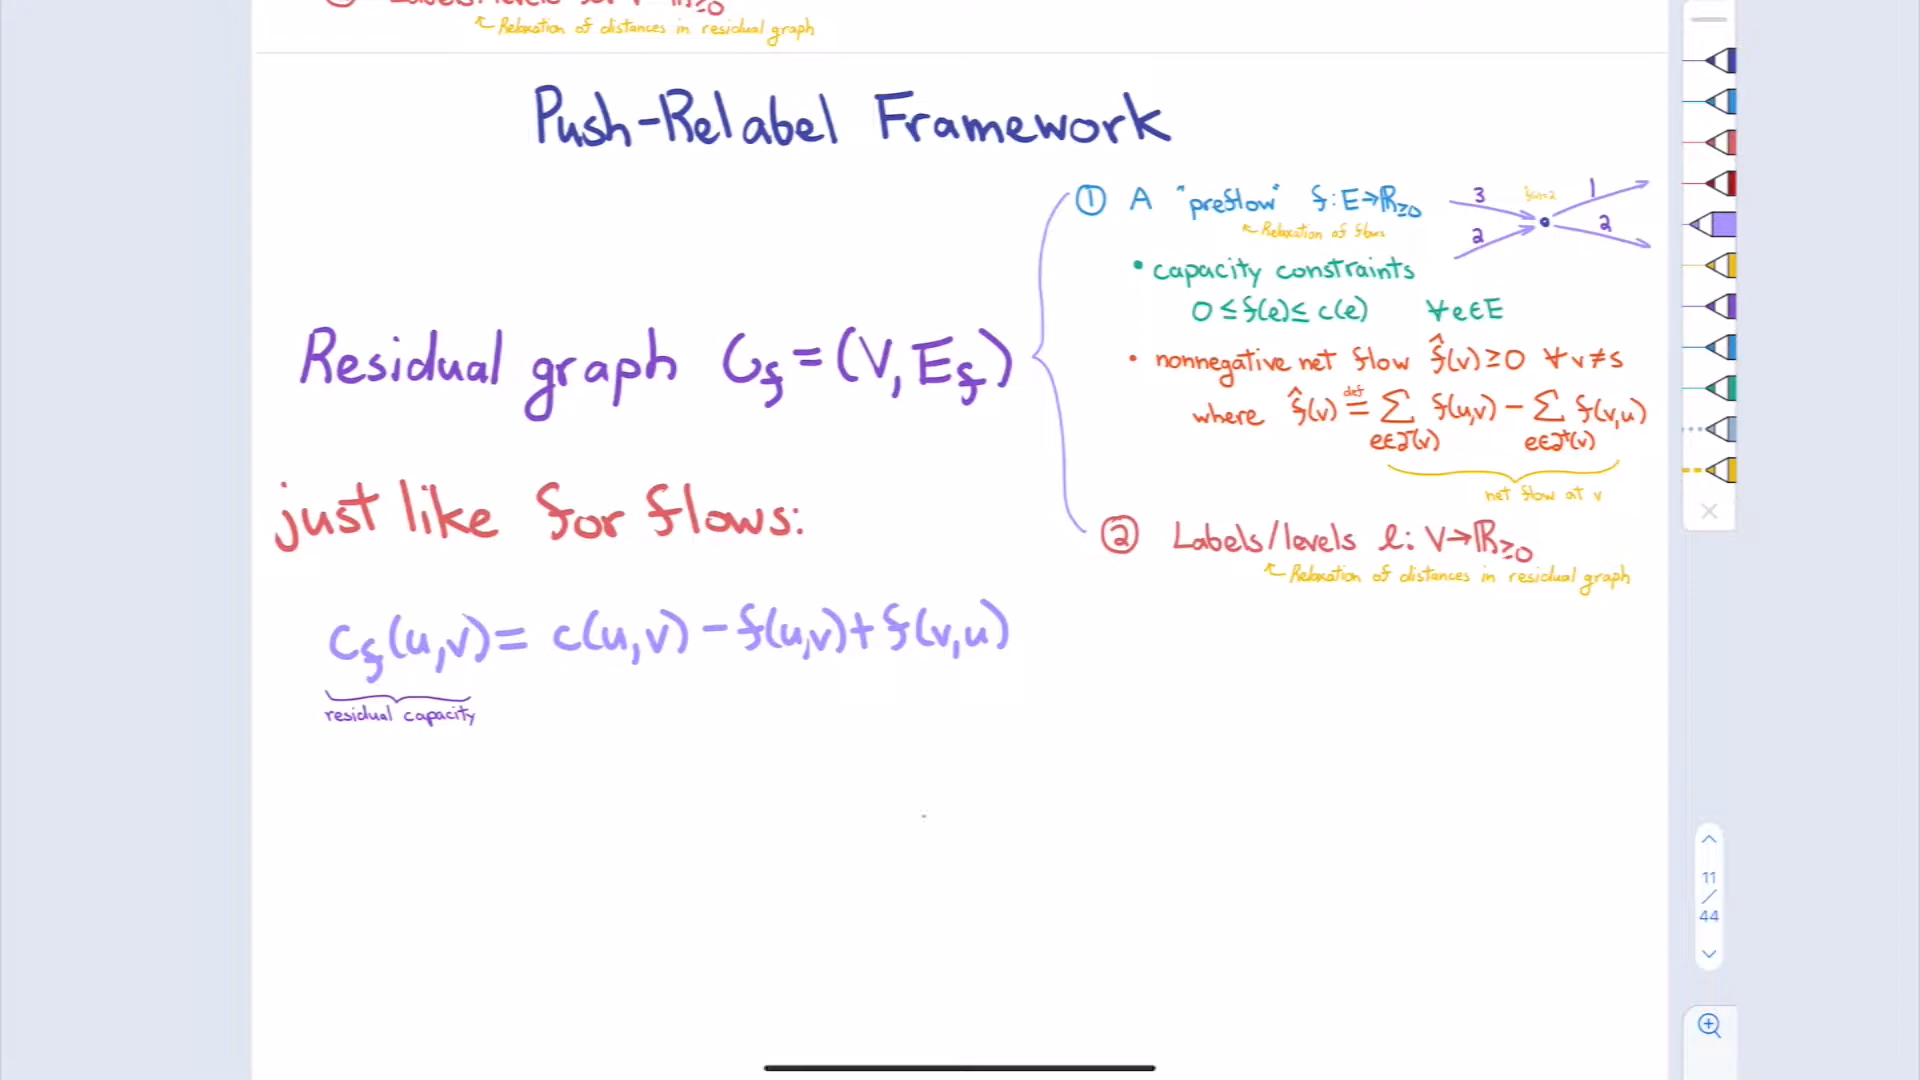 Relaxation of distances in residual graph
Push-Relabel Framework
① A "preflow" f: E→ℝ≥0
Relaxation of flows
3
1
2
2
• capacity constraints
0 ≤ f(e) ≤ c(e) ∀e∈E
Residual graph G_f = (V, E_f)
• nonnegative net flow f̂(v) ≥ 0 ∀v≠s
where f̂(v) def= ∑ f(u,v) − ∑ f(v,u)
e∈∂⁻(v) e∈∂⁺(v)
net flow at v
just like for flows:
② Labels/levels ℓ: V→ℝ≥0
Relaxation of distances in residual graph
c_f(u,v) = c(u,v) − f(u,v) + f(v,u)
residual capacity
11
/
44